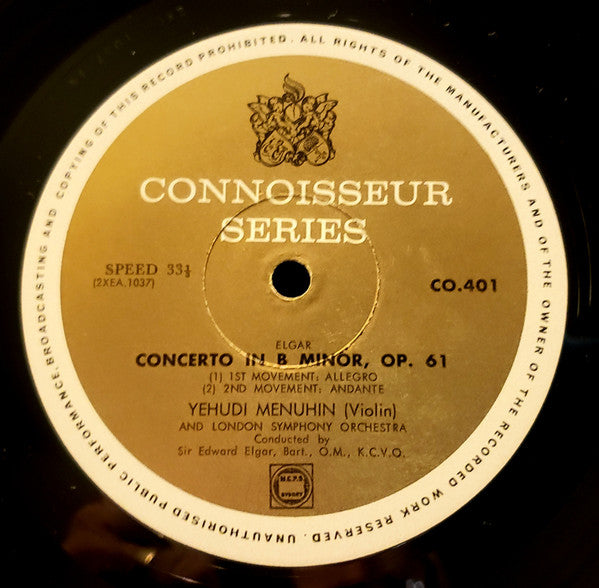 UNAUTHORISED PUBLIC PERFORMANCE, BROADCASTING AND COPYING OF THIS RECORD PROHIBITED. ALL RIGHTS OF THE MANUFACTURERS AND OF THE OWNER OF THE RECORDED WORK RESERVED.
CONNOISSEUR
SERIES
SPEED 33⅓
(2XEA.1037)
CO.401
ELGAR
CONCERTO IN B MINOR, OP. 61
(1) 1ST MOVEMENT: ALLEGRO
(2) 2ND MOVEMENT: ANDANTE
YEHUDI MENUHIN (Violin)
AND LONDON SYMPHONY ORCHESTRA
Conducted by
Sir Edward Elgar, Bart., O.M., K.C.V.O.
M.C.P.S